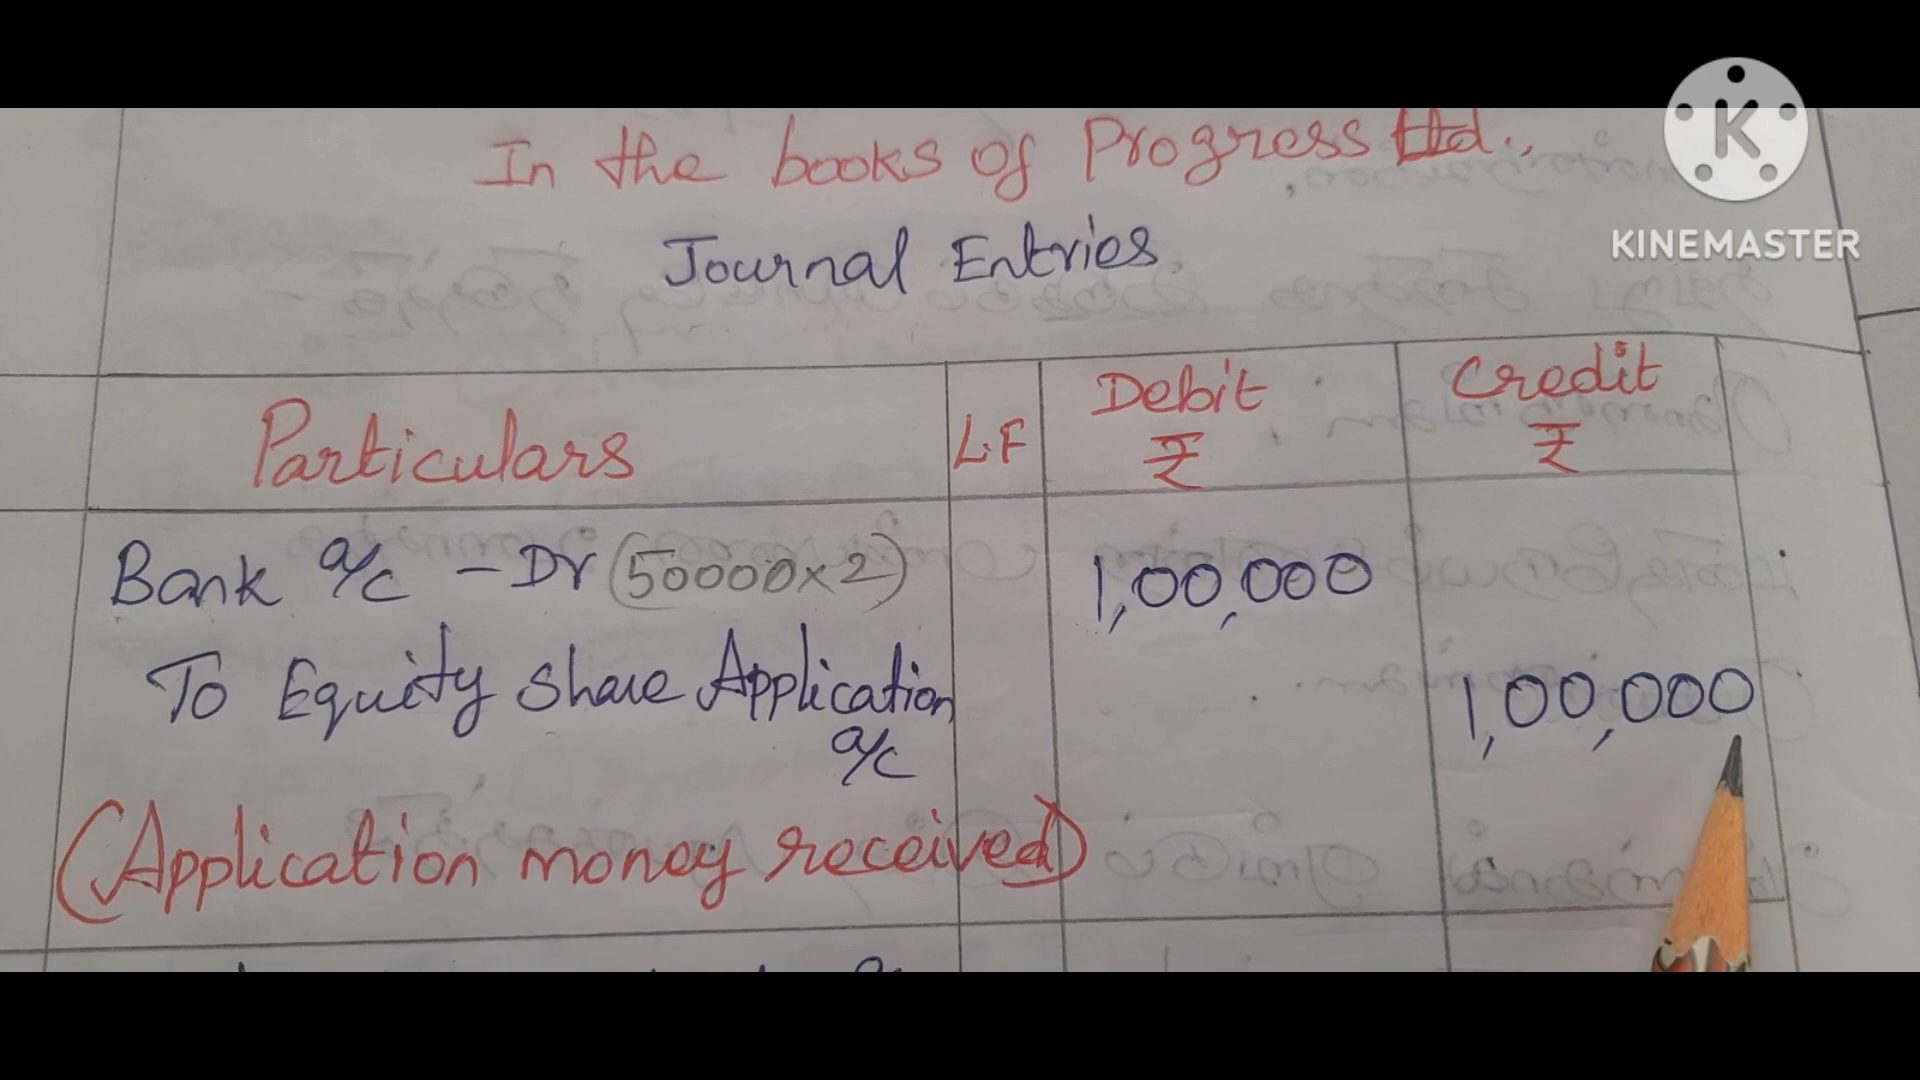 In the books of Progress Ltd.,
Journal Entries
Particulars L.F Debit ₹ Credit ₹
Bank a/c - Dr (50000x2) 1,00,000
To Equity Share Application a/c 1,00,000
(Application money received)
K
KINEMASTER